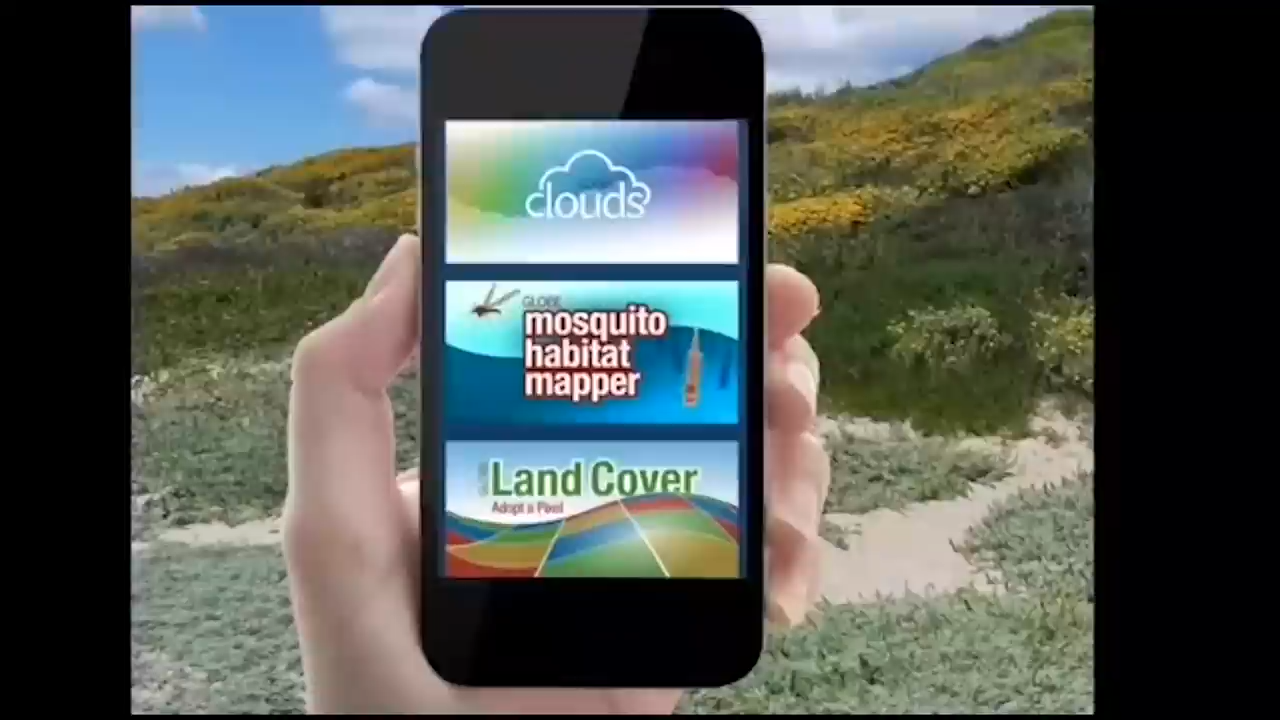 clouds
GLOBE
mosquito
habitat
mapper
Land Cover
Adopt a Pixel